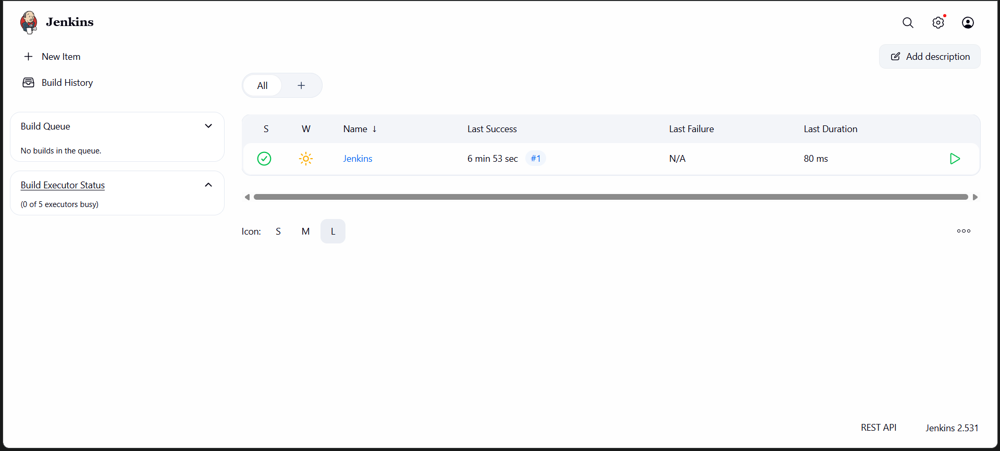 Jenkins
New Item
Add description
Build History
All
Build Queue
No builds in the queue.
Build Executor Status
(0 of 5 executors busy)
S W Name ↓ Last Success Last Failure Last Duration
Jenkins 6 min 53 sec #1 N/A 80 ms
Icon: S M L
REST API Jenkins 2.531